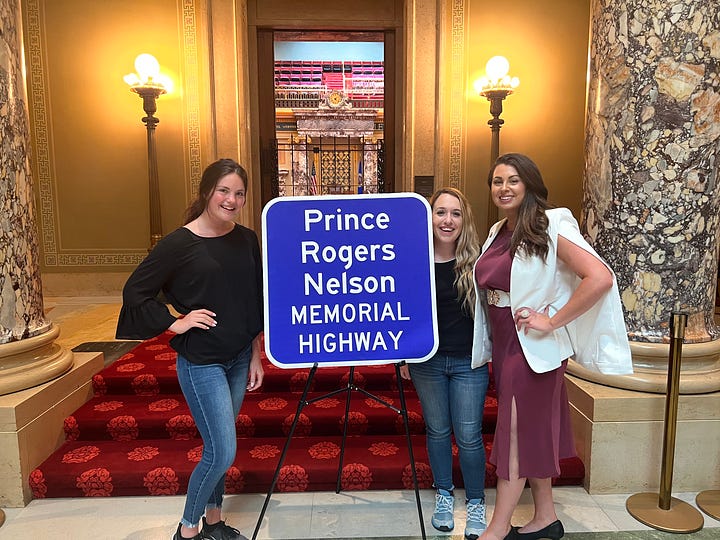 Prince
Rogers
Nelson
MEMORIAL
HIGHWAY